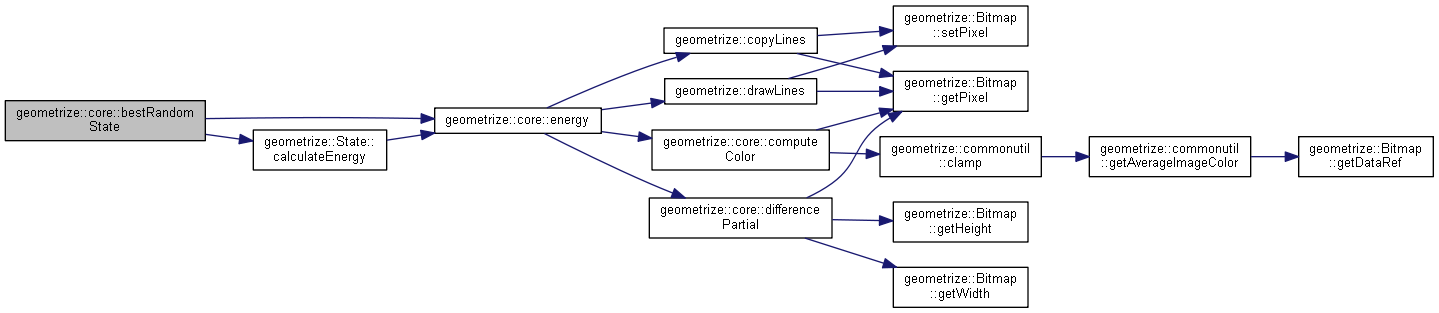 geometrize::core::bestRandom
State
geometrize::State::
calculateEnergy
geometrize::core::energy
geometrize::copyLines
geometrize::drawLines
geometrize::core::compute
Color
geometrize::core::difference
Partial
geometrize::Bitmap
::setPixel
geometrize::Bitmap
::getPixel
geometrize::commonutil
::clamp
geometrize::Bitmap
::getHeight
geometrize::Bitmap
::getWidth
geometrize::commonutil
::getAverageImageColor
geometrize::Bitmap
::getDataRef